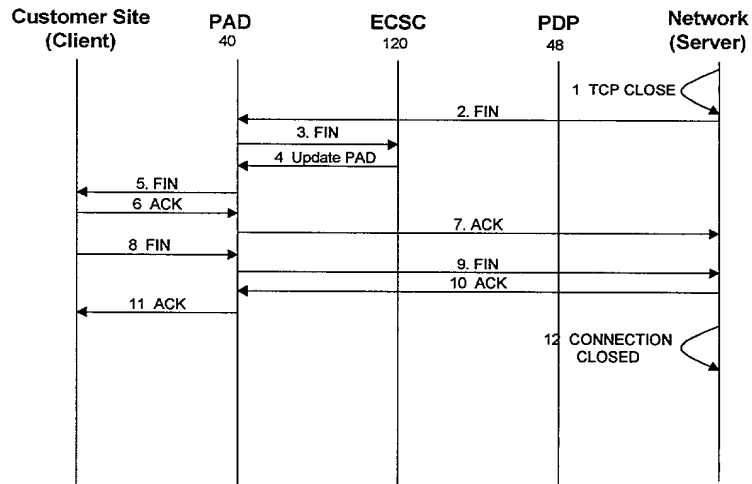 Customer Site
(Client)
PAD
40
ECSC
120
PDP
48
Network
(Server)
1 TCP CLOSE
2. FIN
3. FIN
4 Update PAD
5. FIN
6 ACK
7. ACK
8 FIN
9. FIN
10 ACK
11 ACK
12 CONNECTION
CLOSED